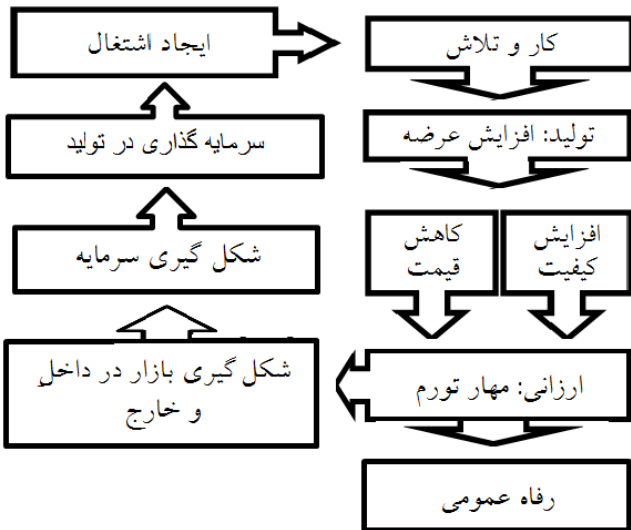 ایجاد اشتغال
کار و تلاش
سرمایه گذاری در تولید
تولید: افزایش عرضه
شکل گیری سرمایه
کاهش
قیمت
افزایش
کیفیت
شکل گیری بازار در داخل
و خارج
ارزانی: مهار تورم
رفاه عمومی